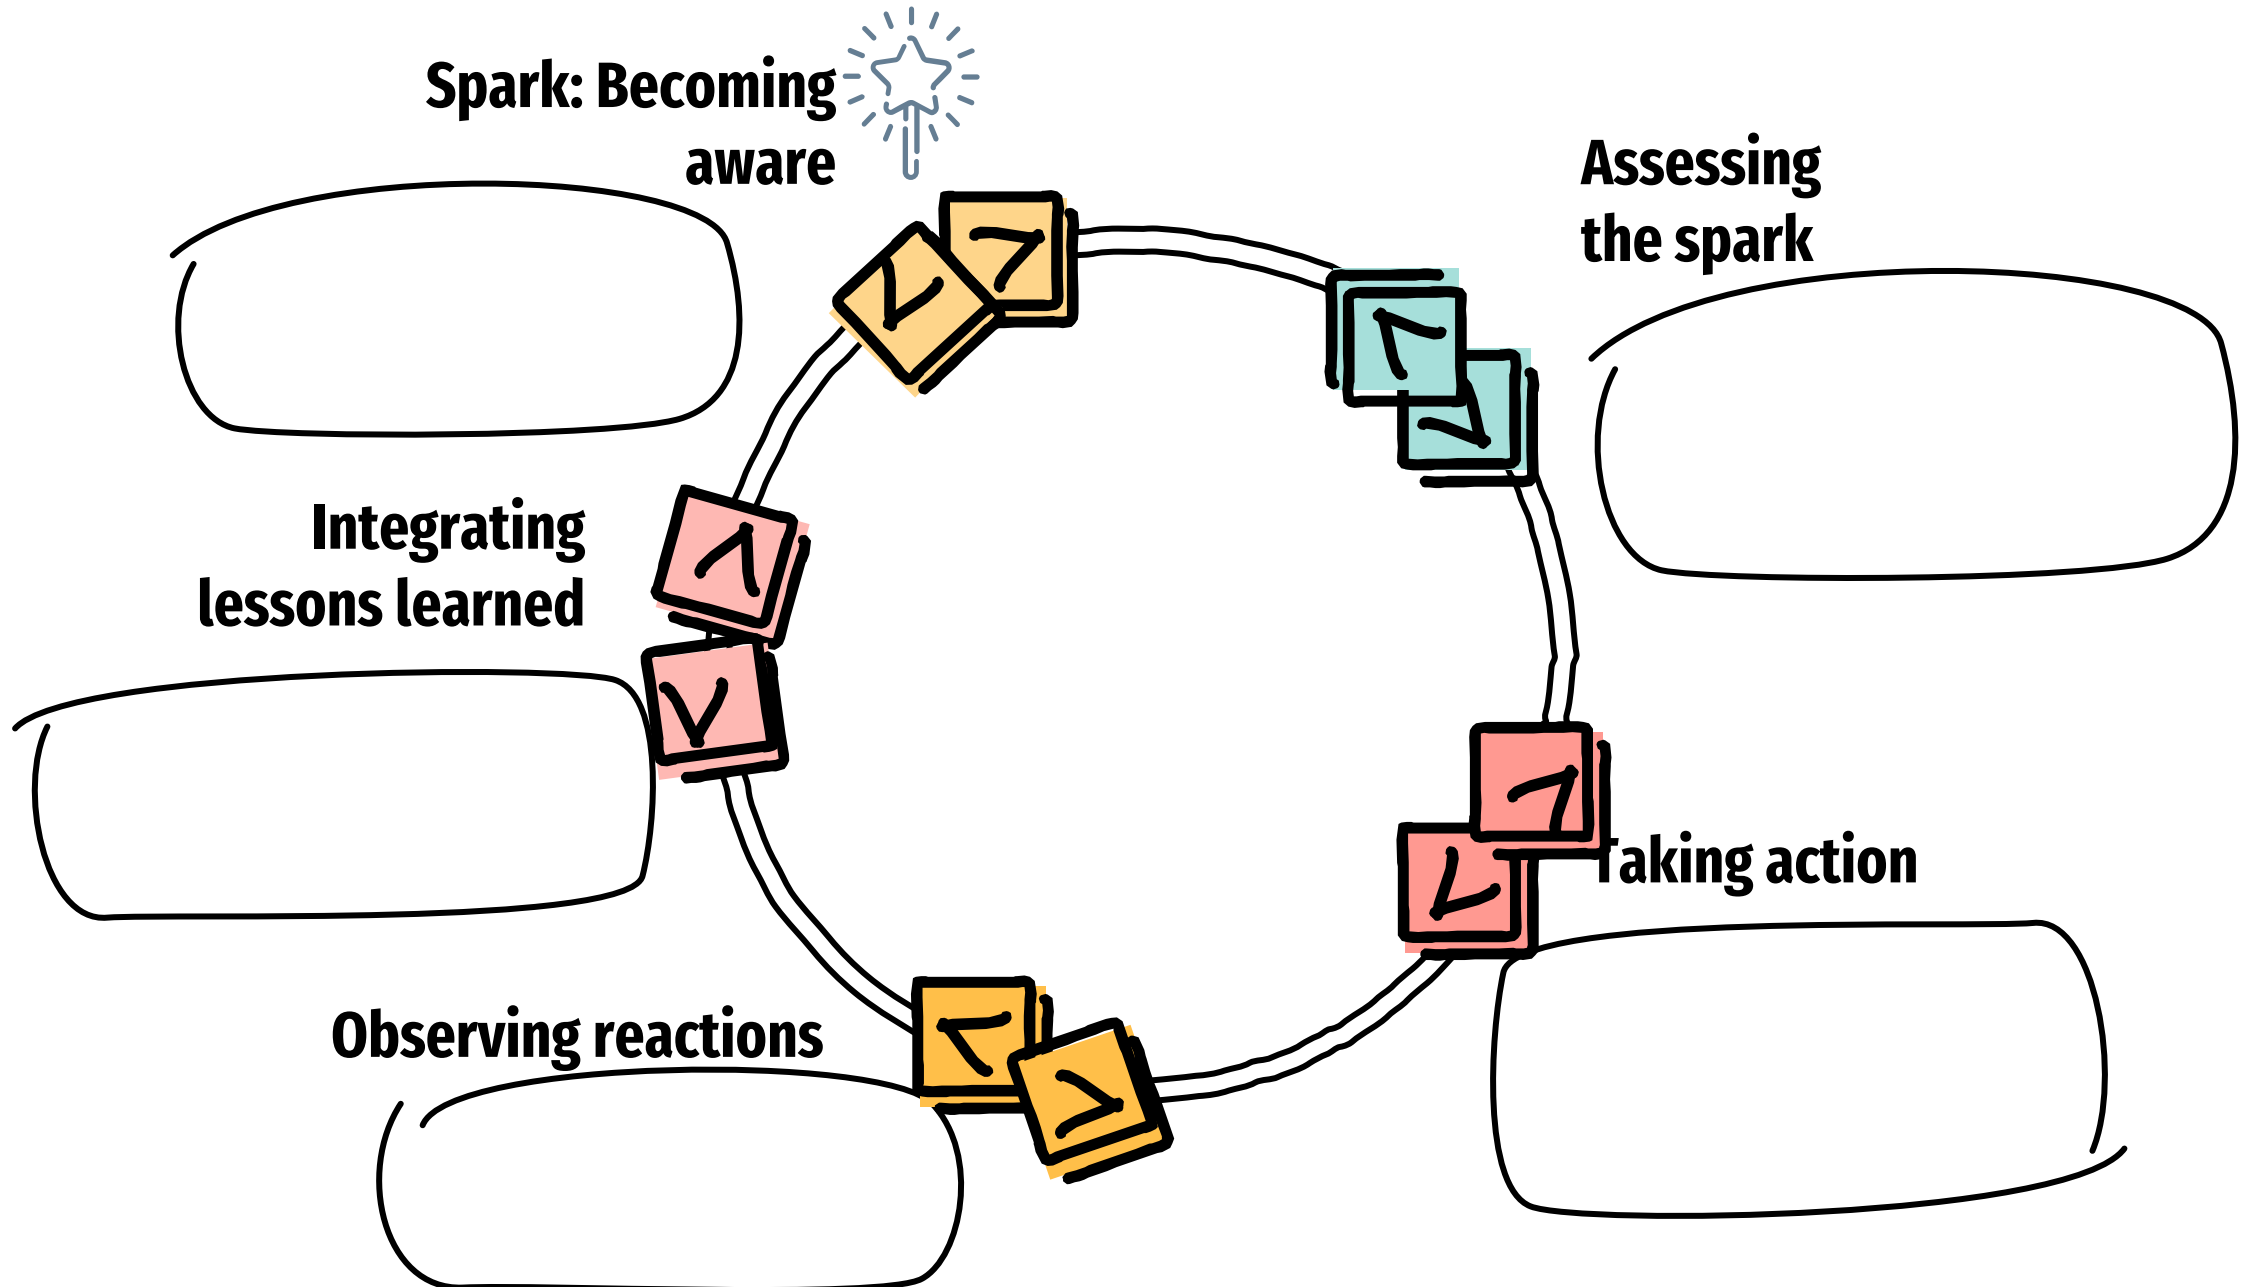 Spark: Becoming
aware
Assessing
the spark
Integrating
lessons learned
Taking action
Observing reactions